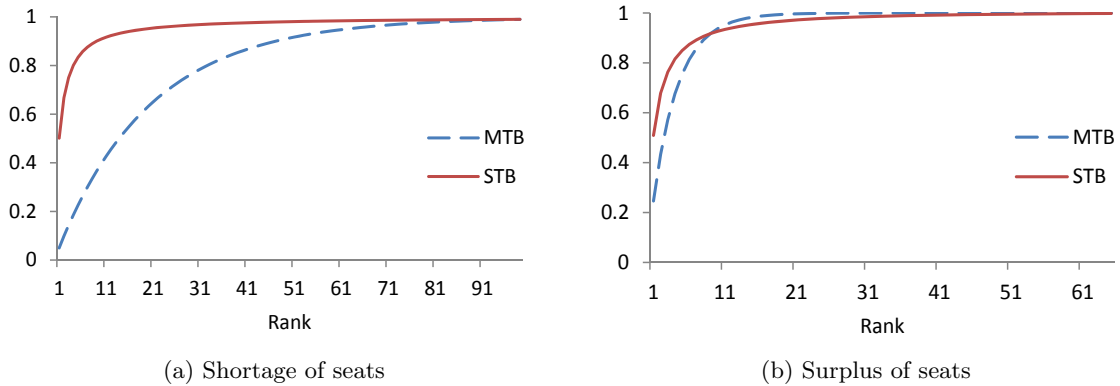 1
0.8
0.6
0.4
0.2
0
MTB
STB
1 11 21 31 41 51 61 71 81 91
Rank
(a) Shortage of seats
1
0.8
0.6
0.4
0.2
0
MTB
STB
1 11 21 31 41 51 61
Rank
(b) Surplus of seats